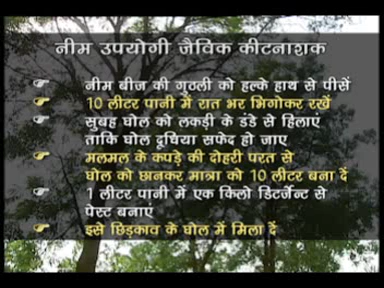 नीम उपयोगी जैविक कीटनाशक
नीम बीज की गुठली को हल्के हाथ से पीसें
10 लीटर पानी में रात भर भिगोकर रखें
सुबह घोल को लकड़ी के डंडे से हिलाएं
ताकि घोल दूधिया सफेद हो जाए
मलमल के कपड़े की दोहरी परत से
घोल को छानकर मात्रा को 10 लीटर बना दें
1 लीटर पानी में एक किलो डिटर्जेन्ट से
पेस्ट बनाएं
इसे छिड़काव के घोल में मिला दें